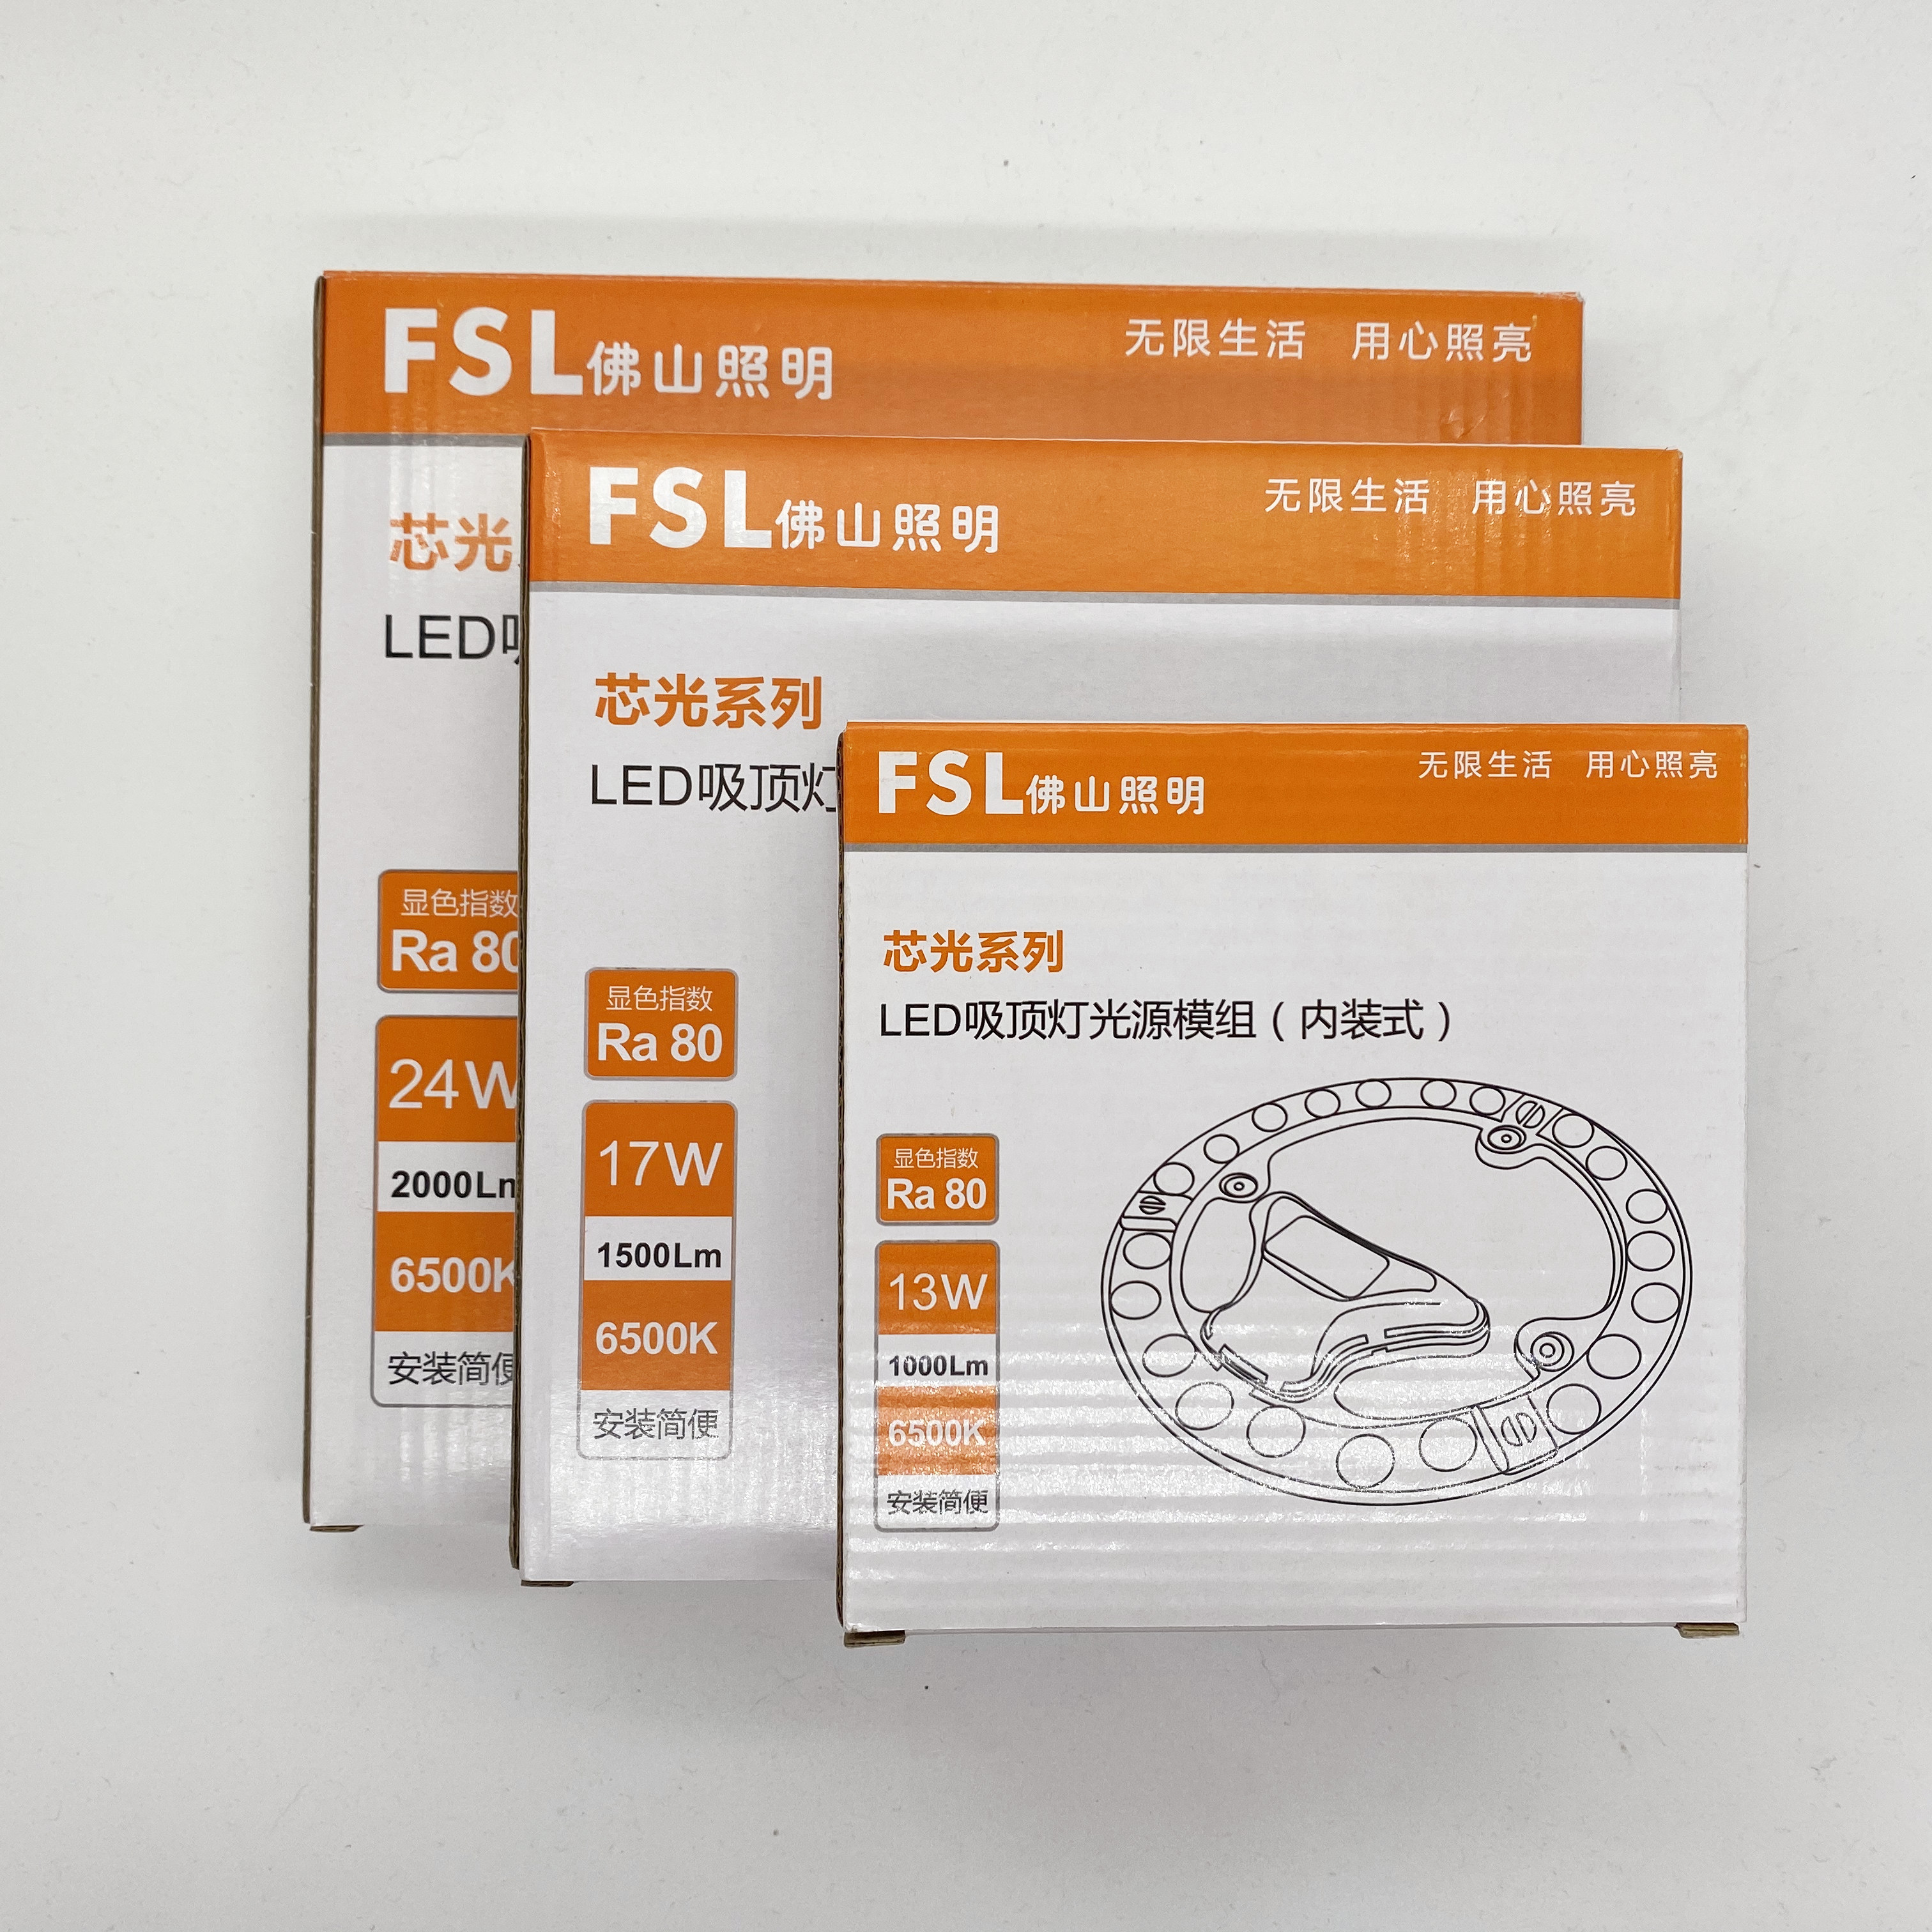 FSL佛山照明
无限生活 用心照亮
芯光
LED吸
显色指数
Ra 80
24W
2000Lm
6500K
安装简便
FSL佛山照明
无限生活 用心照亮
芯光系列
LED吸顶灯
显色指数
Ra 80
17W
1500Lm
6500K
安装简便
FSL佛山照明
无限生活 用心照亮
芯光系列
LED吸顶灯光源模组（内装式）
显色指数
Ra 80
13W
1000Lm
6500K
安装简便